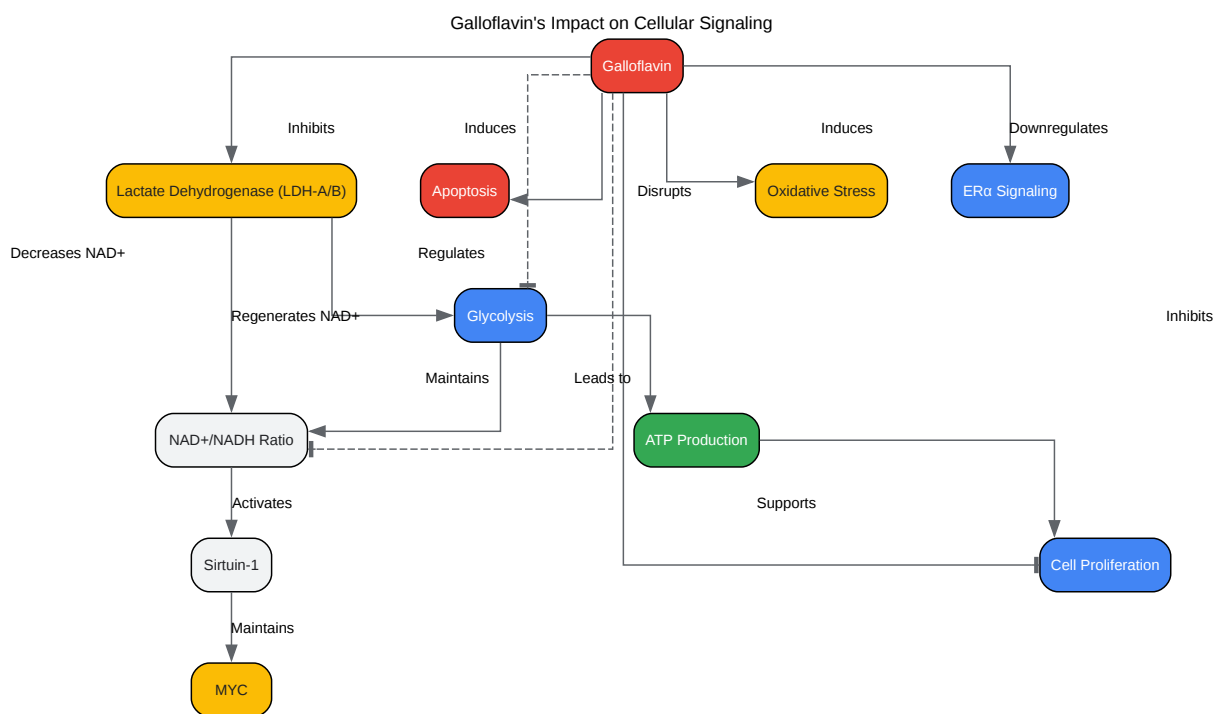 Galloflavin's Impact on Cellular Signaling
Galloflavin
Inhibits
Induces
Induces
Downregulates
Lactate Dehydrogenase (LDH-A/B)
Apoptosis
Disrupts
Oxidative Stress
ERα Signaling
Decreases NAD+
Regulates
Regenerates NAD+
Glycolysis
Inhibits
Maintains
Leads to
NAD+/NADH Ratio
ATP Production
Activates
Supports
Sirtuin-1
Cell Proliferation
Maintains
MYC